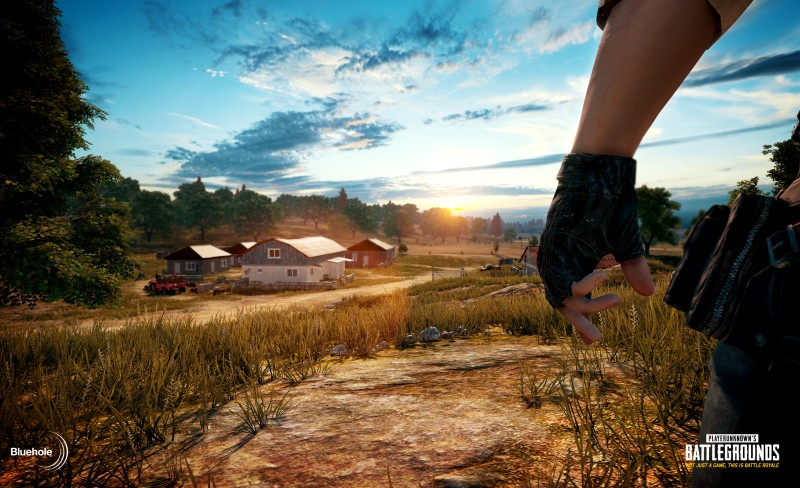 Bluehole
PLAYERUNKNOWN'S
BATTLEGROUNDS
NOT JUST A GAME, THIS IS BATTLE ROYALE